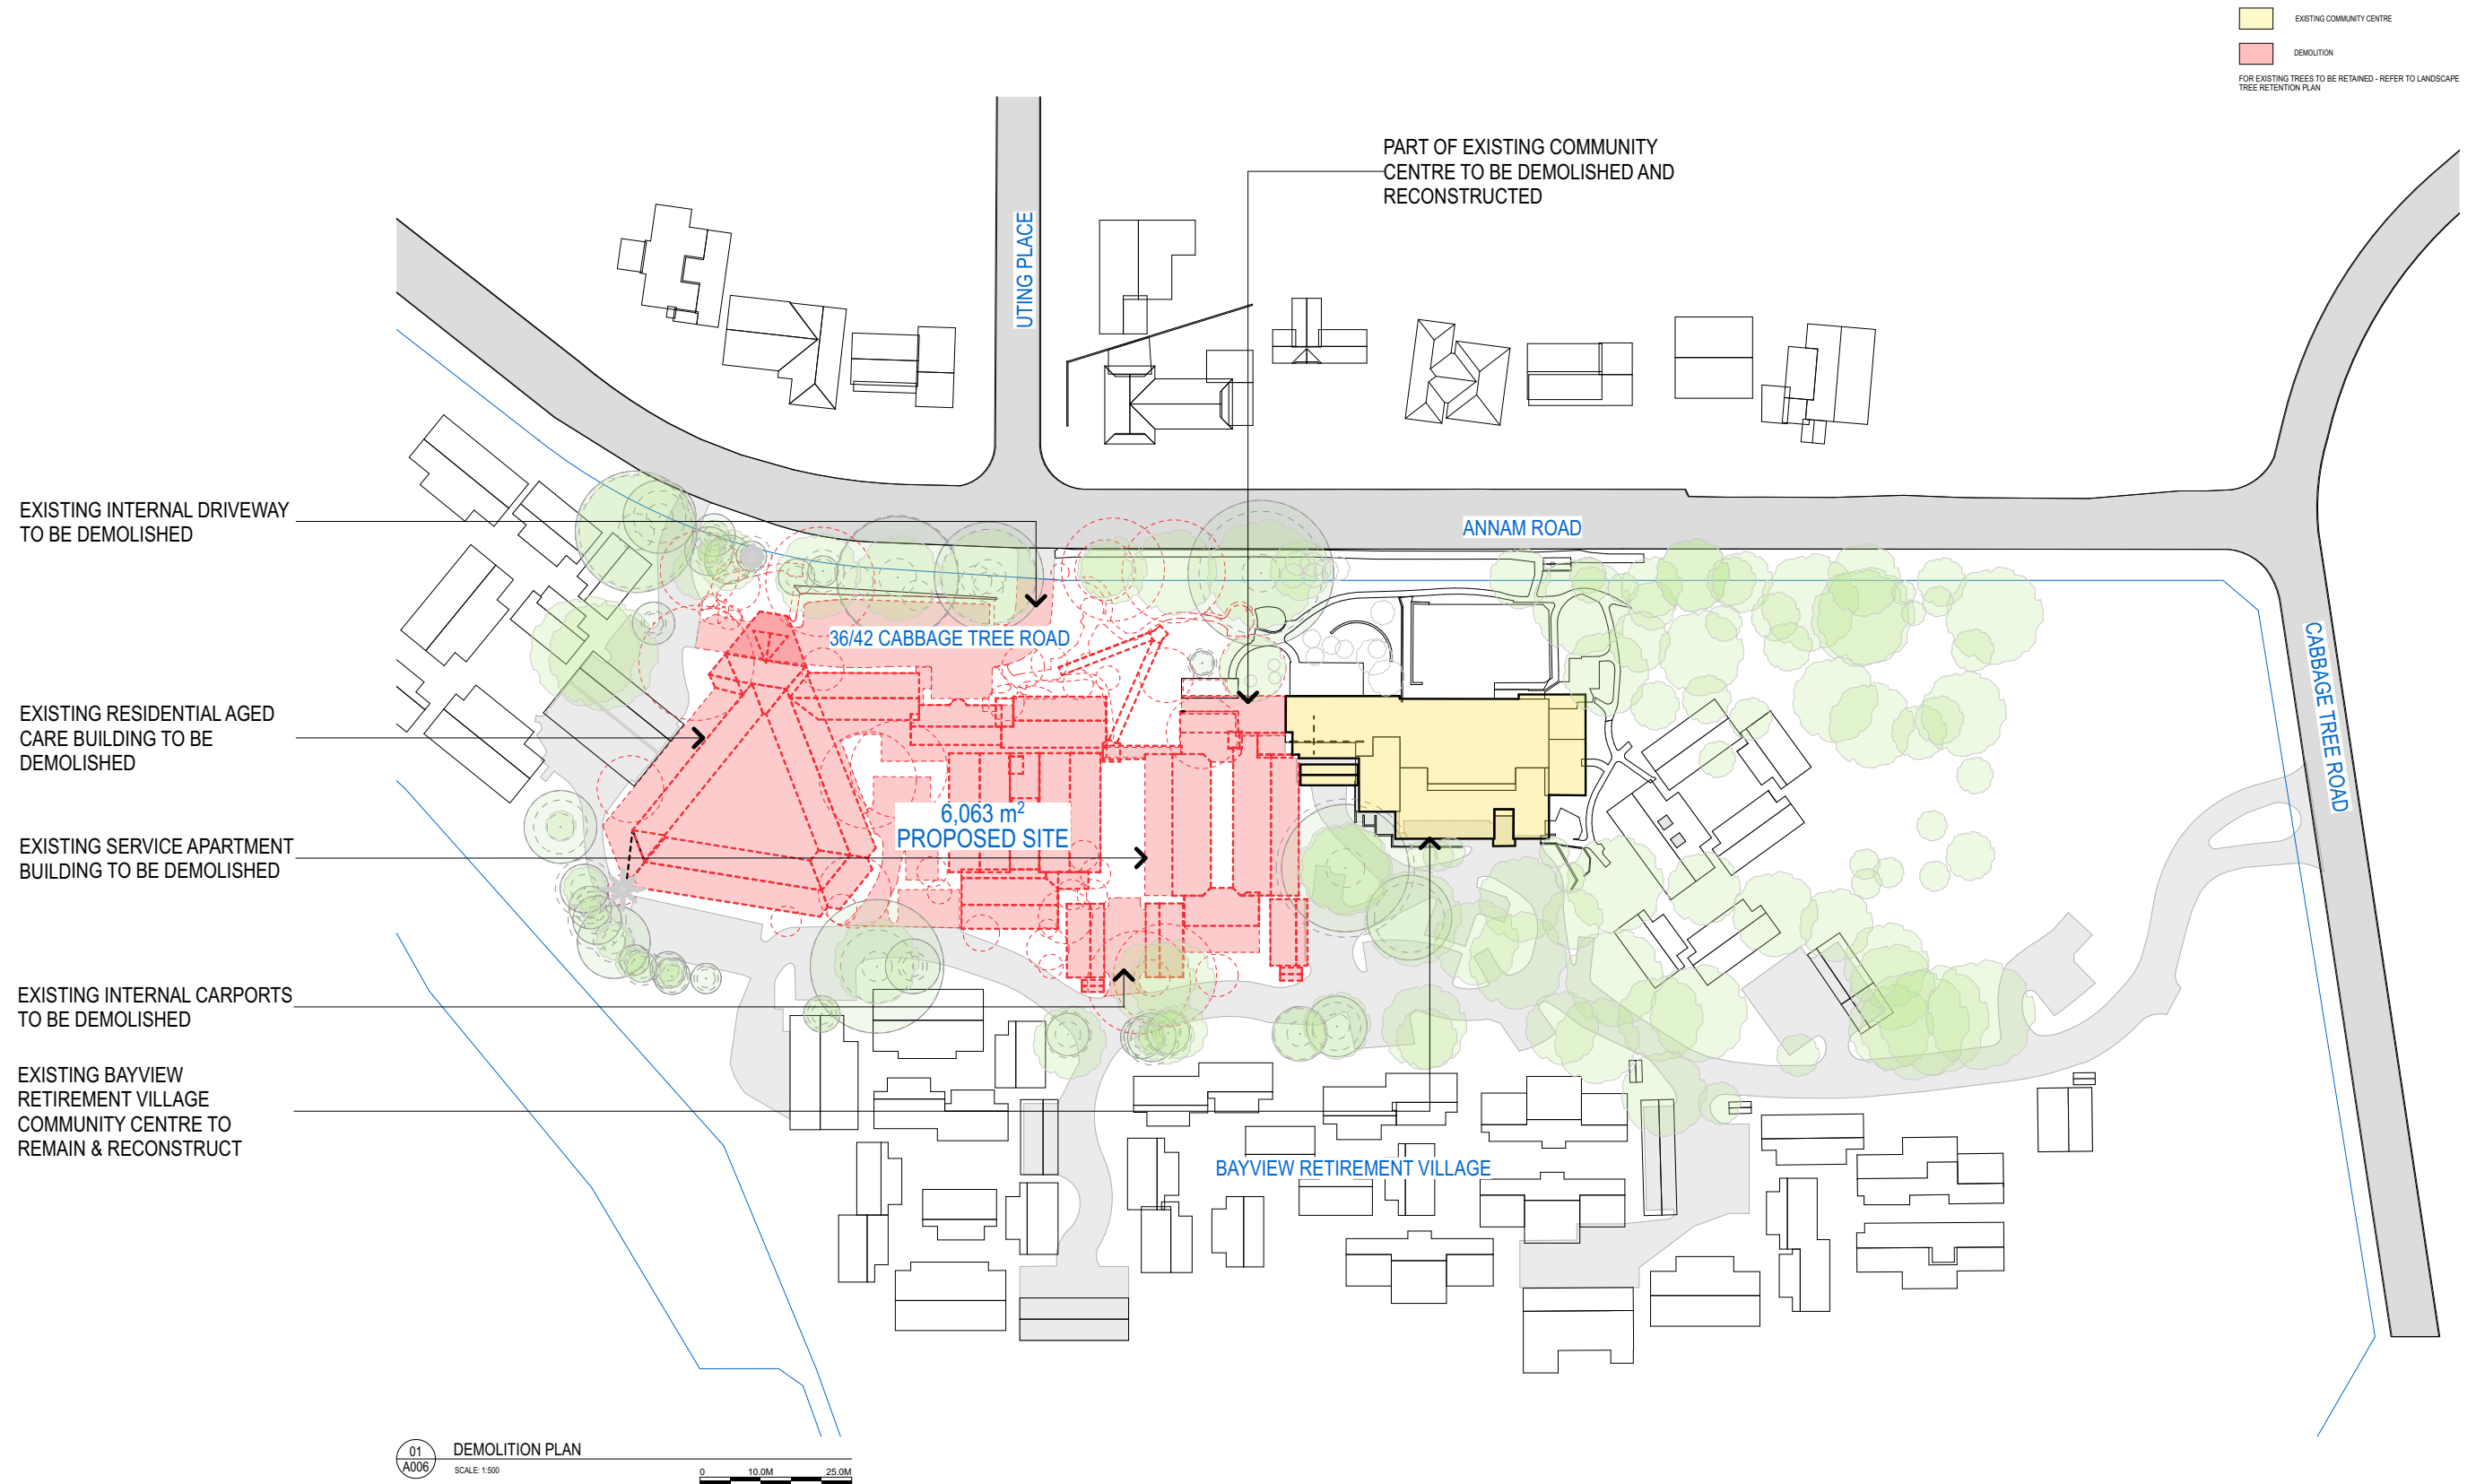 EXISTING COMMUNITY CENTRE
DEMOLITION
FOR EXISTING TREES TO BE RETAINED - REFER TO LANDSCAPE
TREE RETENTION PLAN
PART OF EXISTING COMMUNITY
CENTRE TO BE DEMOLISHED AND
RECONSTRUCTED
UTING PLACE
EXISTING INTERNAL DRIVEWAY
TO BE DEMOLISHED
ANNAM ROAD
36/42 CABBAGE TREE ROAD
CABBAGE TREE ROAD
EXISTING RESIDENTIAL AGED
CARE BUILDING TO BE
DEMOLISHED
6,063 m²
PROPOSED SITE
EXISTING SERVICE APARTMENT
BUILDING TO BE DEMOLISHED
EXISTING INTERNAL CARPORTS
TO BE DEMOLISHED
EXISTING BAYVIEW
RETIREMENT VILLAGE
COMMUNITY CENTRE TO
REMAIN & RECONSTRUCT
BAYVIEW RETIREMENT VILLAGE
01
A006
DEMOLITION PLAN
SCALE: 1:500
0 10.0M 25.0M